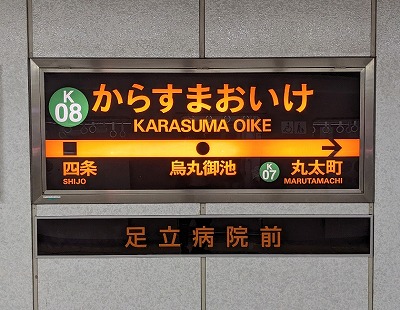 K
08
からすまおいけ
KARASUMA OIKE
四条
SHIJO
烏丸御池
K
07
丸太町
MARUTAMACHI
足立病院前